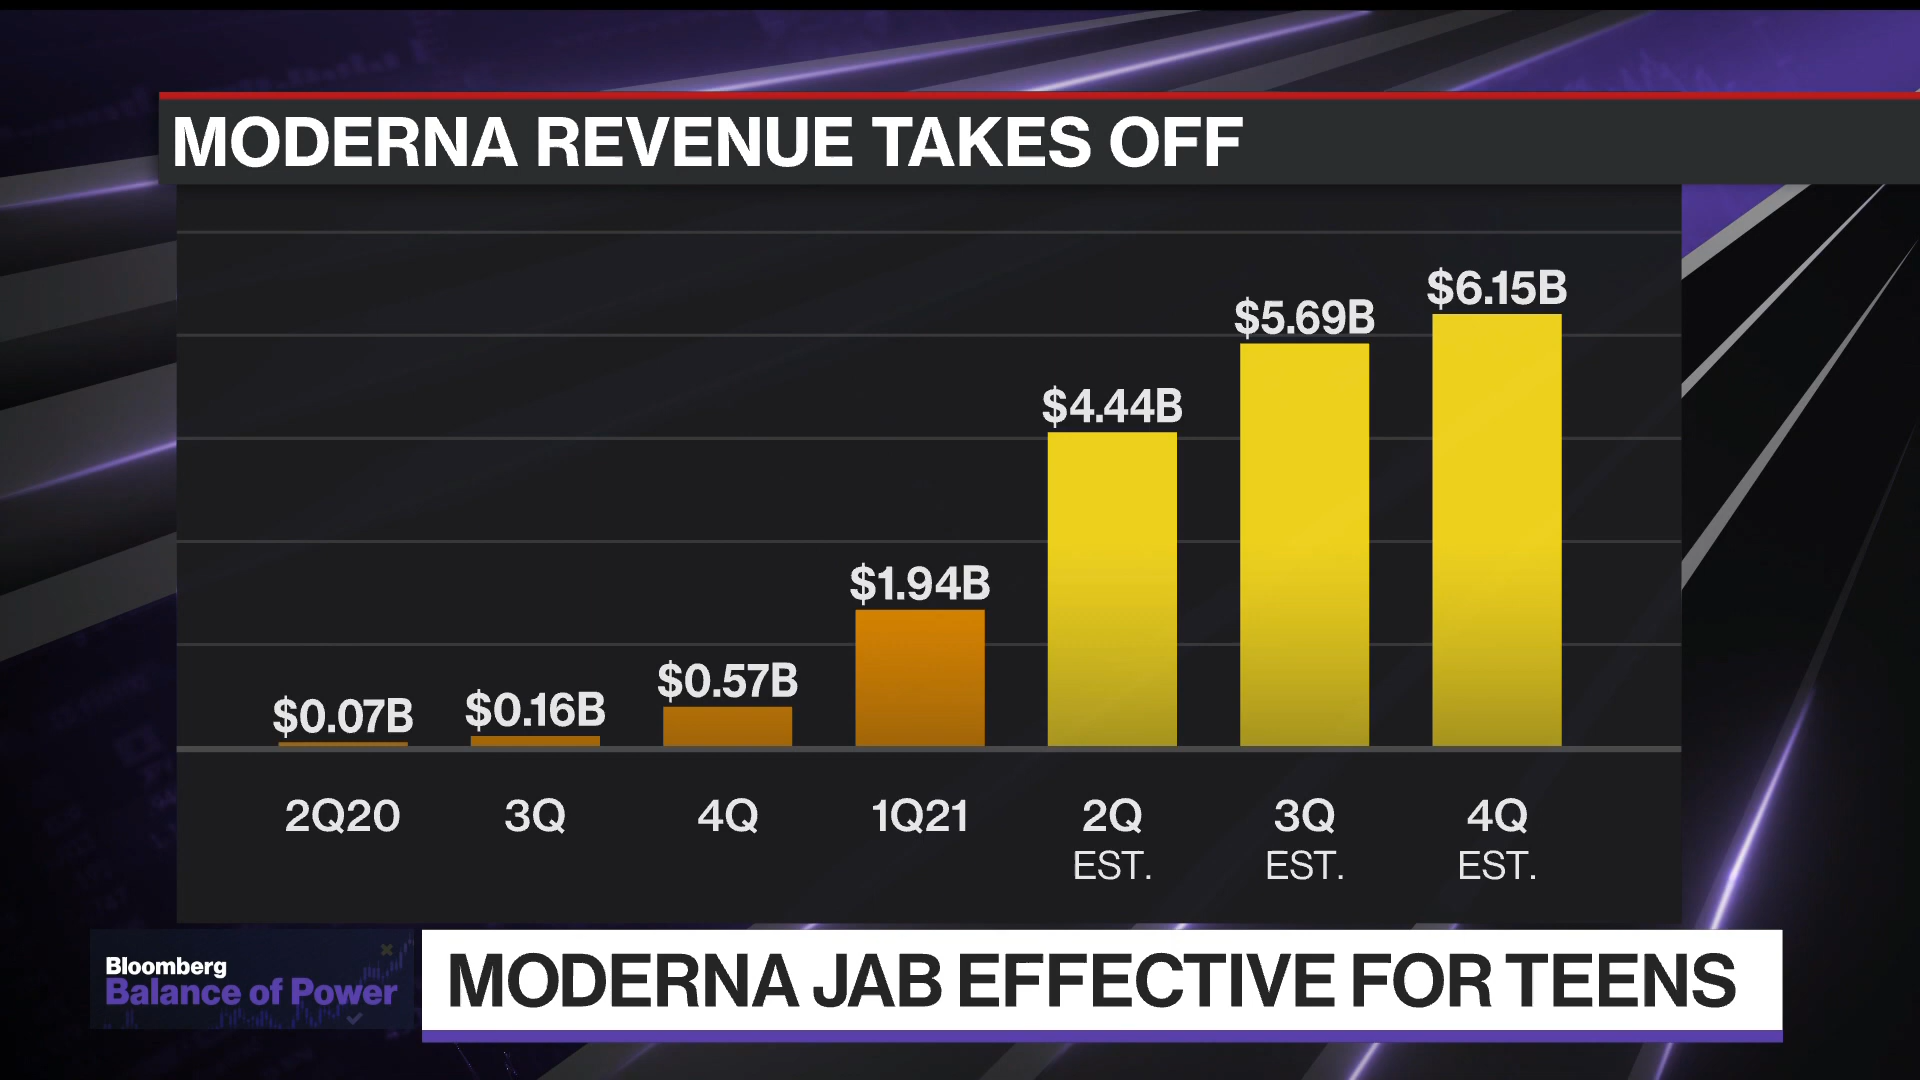 MODERNA REVENUE TAKES OFF
$6.15B
$5.69B
$4.44B
$1.94B
$0.57B
$0.16B
$0.07B
2Q20 3Q 4Q 1Q21 2Q 3Q 4Q
EST. EST. EST.
Bloomberg
Balance of Power
MODERNA JAB EFFECTIVE FOR TEENS